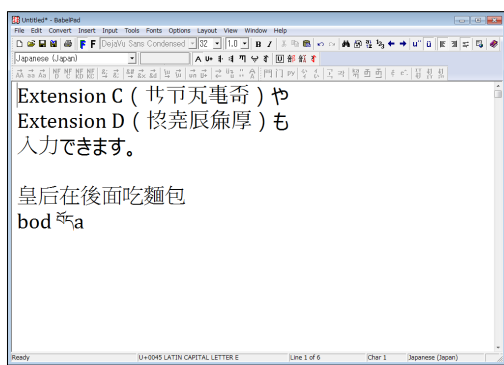 Untitled* - BabelPad
File Edit Convert Insert Input Tools Fonts Options Layout View Window Help
DejaVu Sans Condensed 32 1.0 B I
Japanese (Japan)
Extension C (
) や
Extension D (
厚 ) も
入力できます。
皇后在後面吃麵包
bod
a
Ready U+0045 LATIN CAPITAL LETTER E Line 1 of 6 Char 1 Japanese (Japan)